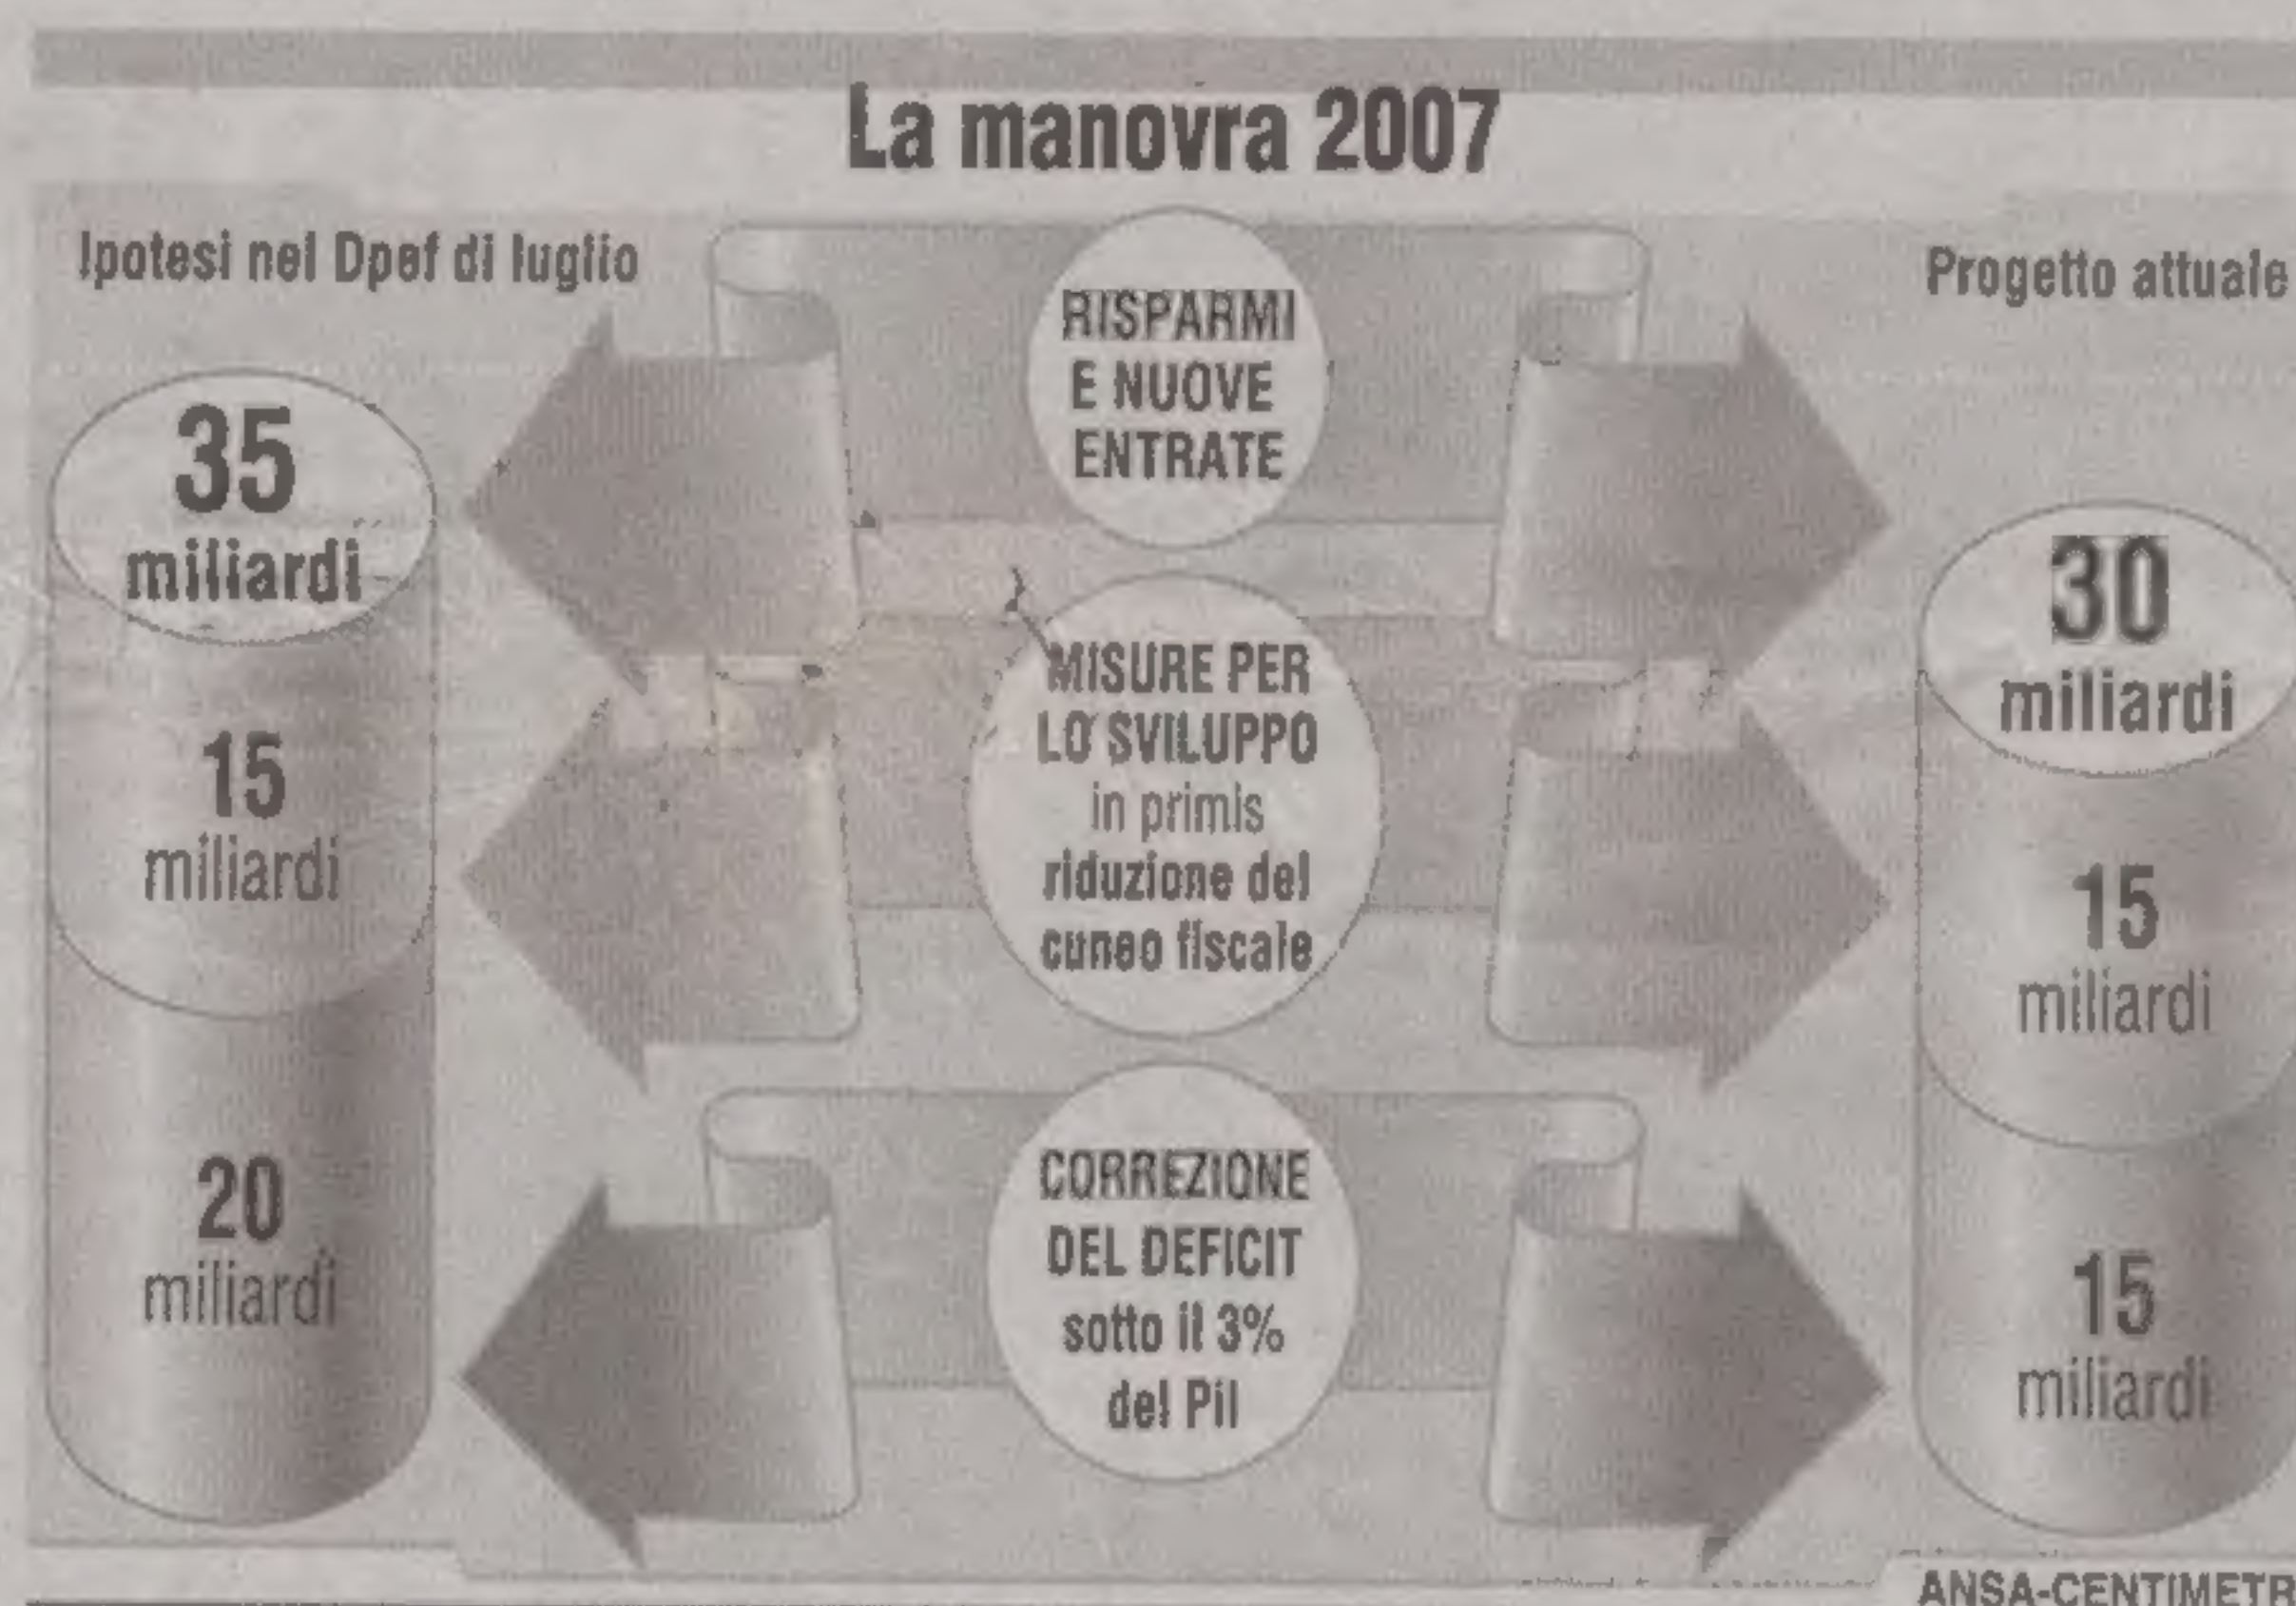 La manovra 2007
Ipotesi nel Dpef di luglio
Progetto attuale
RISPARMI
E NUOVE
ENTRATE
35
miliardi
30
miliardi
MISURE PER
LO SVILUPPO
in primis
riduzione del
cuneo fiscale
15
miliardi
15
miliardi
CORREZIONE
DEL DEFICIT
sotto il 3%
del Pil
20
miliardi
15
miliardi
ANSA-CENTIMETR